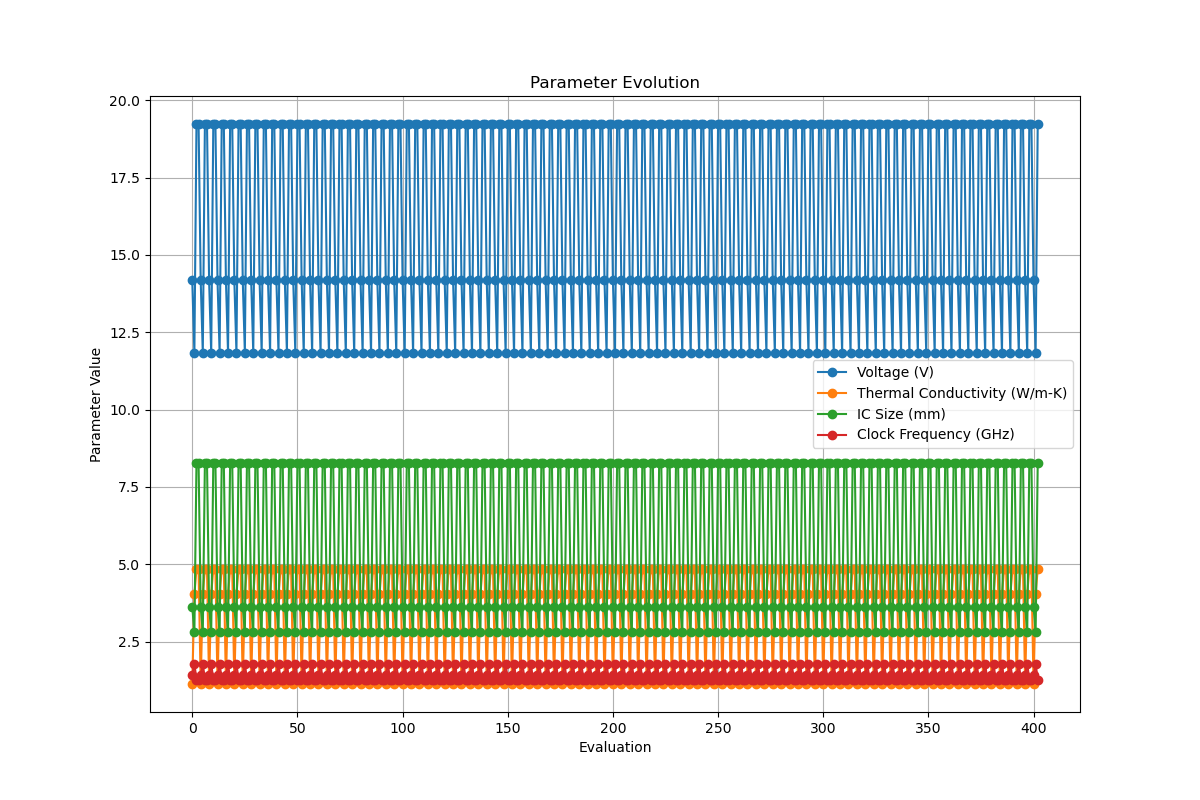 Parameter Evolution
20.0
17.5
15.0
12.5
10.0
7.5
5.0
2.5
Parameter Value
Voltage (V)
Thermal Conductivity (W/m-K)
IC Size (mm)
Clock Frequency (GHz)
0 50 100 150 200 250 300 350 400
Evaluation